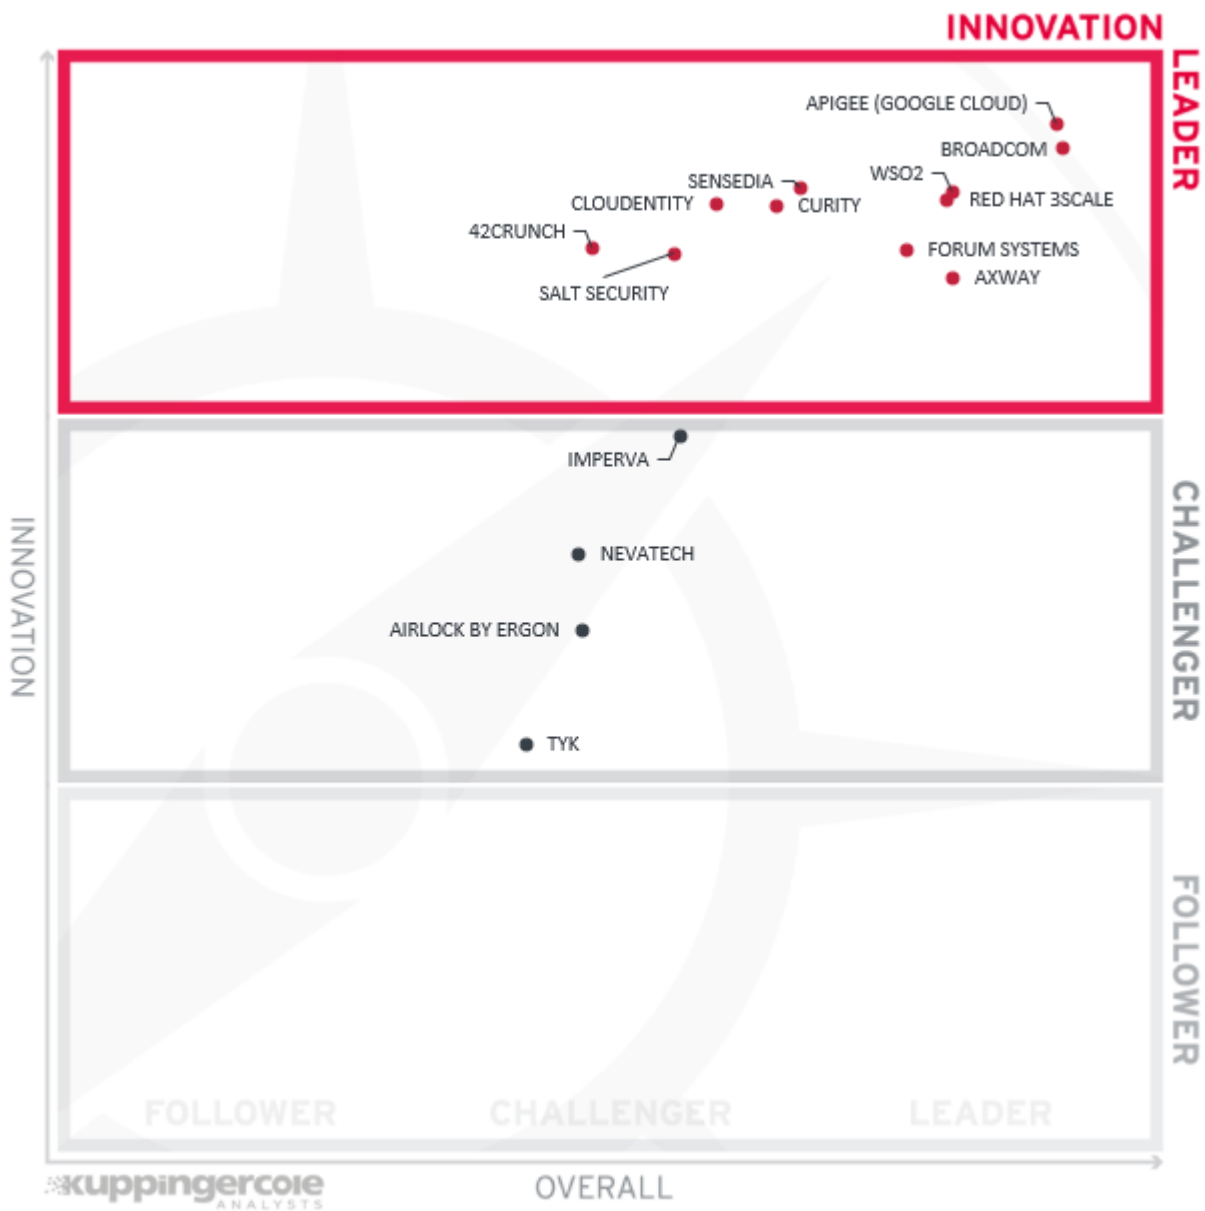 INNOVATION
LEADER
APIGEE (GOOGLE CLOUD)
BROADCOM
WSO2
SENSEDIA
RED HAT 3SCALE
CLOUDENTITY
CURITY
42CRUNCH
FORUM SYSTEMS
AXWAY
SALT SECURITY
IMPERVA
CHALLENGER
NEVATECH
INNOVATION
AIRLOCK BY ERGON
TYK
FOLLOWER
FOLLOWER
CHALLENGER
LEADER
kuppingercole
ANALYSTS
OVERALL